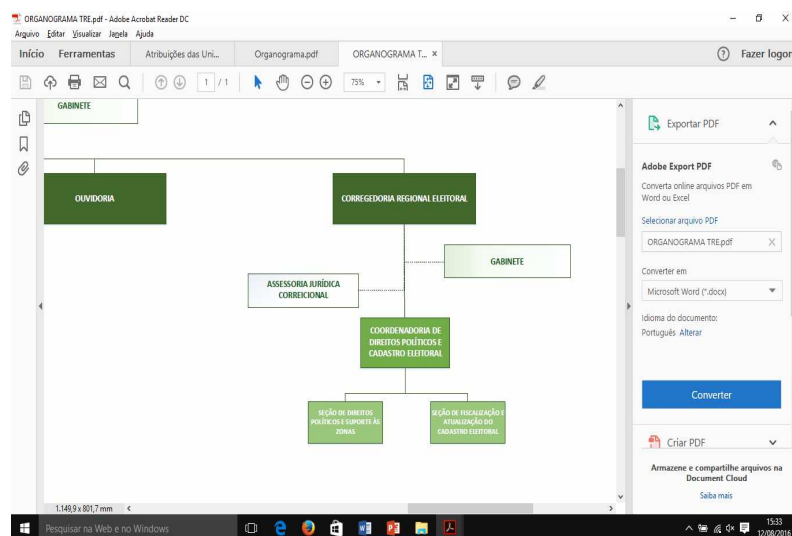 ORGANOGRAMA TRE.pdf - Adobe Acrobat Reader DC
Arquivo Editar Visualizar Janela Ajuda
Início Ferramentas Atribuições das Uni... Organograma.pdf ORGANOGRAMA T... × Fazer logon
1 / 1 75%
GABINETE
OUVIDORIA
CORREGEDORIA REGIONAL ELEITORAL
GABINETE
ASSESSORIA JURÍDICA
CORREICIONAL
COORDENADORIA DE
DIREITOS POLÍTICOS E
CADASTRO ELEITORAL
SEÇÃO DE DIREITOS
POLÍTICOS E SUPORTE ÀS
ZONAS
SEÇÃO DE FISCALIZAÇÃO E
ATUALIZAÇÃO DO
CADASTRO ELEITORAL
1.149,9 x 801,7 mm
Exportar PDF
Adobe Export PDF
Converta online arquivos PDF em
Word ou Excel
Selecionar arquivo PDF
ORGANOGRAMA TRE.pdf
Converter em
Microsoft Word (*.docx)
Idioma do documento:
Português Alterar
Converter
Criar PDF
Armazene e compartilhe arquivos na
Document Cloud
Saiba mais
Pesquisar na Web e no Windows
15:33
12/08/2016